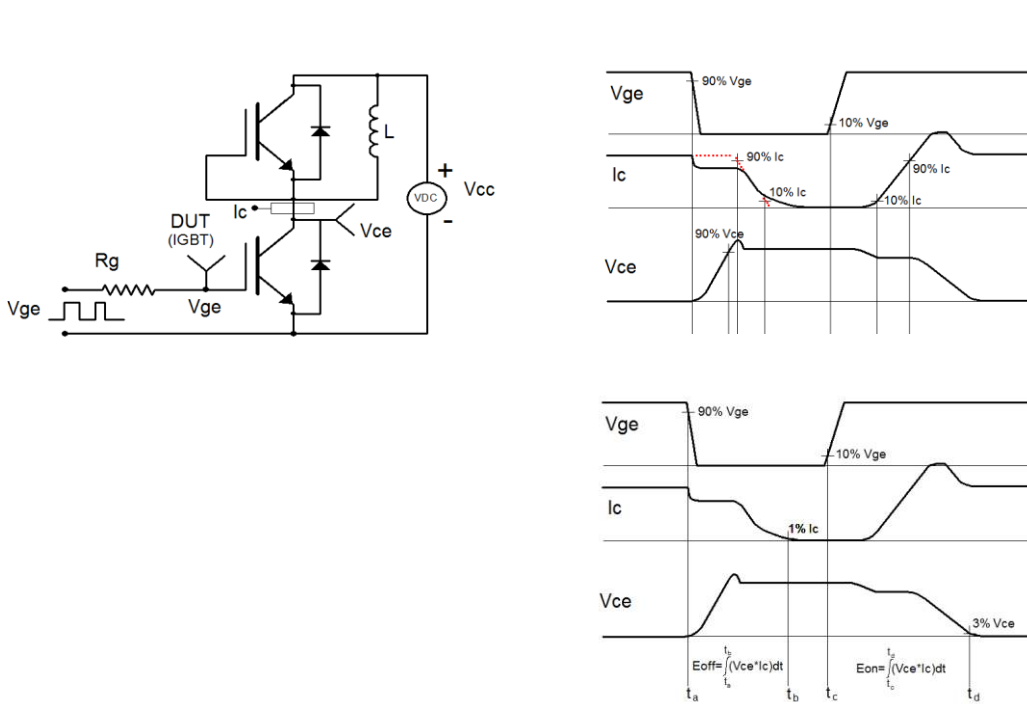 L
+
VDC
Vcc
-
Ic
DUT
(IGBT)
Vce
Rg
Vge
Vge
Vge
90% Vge
10% Vge
Ic
90% Ic
10% Ic
10% Ic
90% Ic
Vce
90% Vce
Vge
90% Vge
10% Vge
Ic
1% Ic
Vce
3% Vce
Eoff=∫(Vce*Ic)dt
tb
ta
Eon=∫(Vce*Ic)dt
ta
tb
tc
td